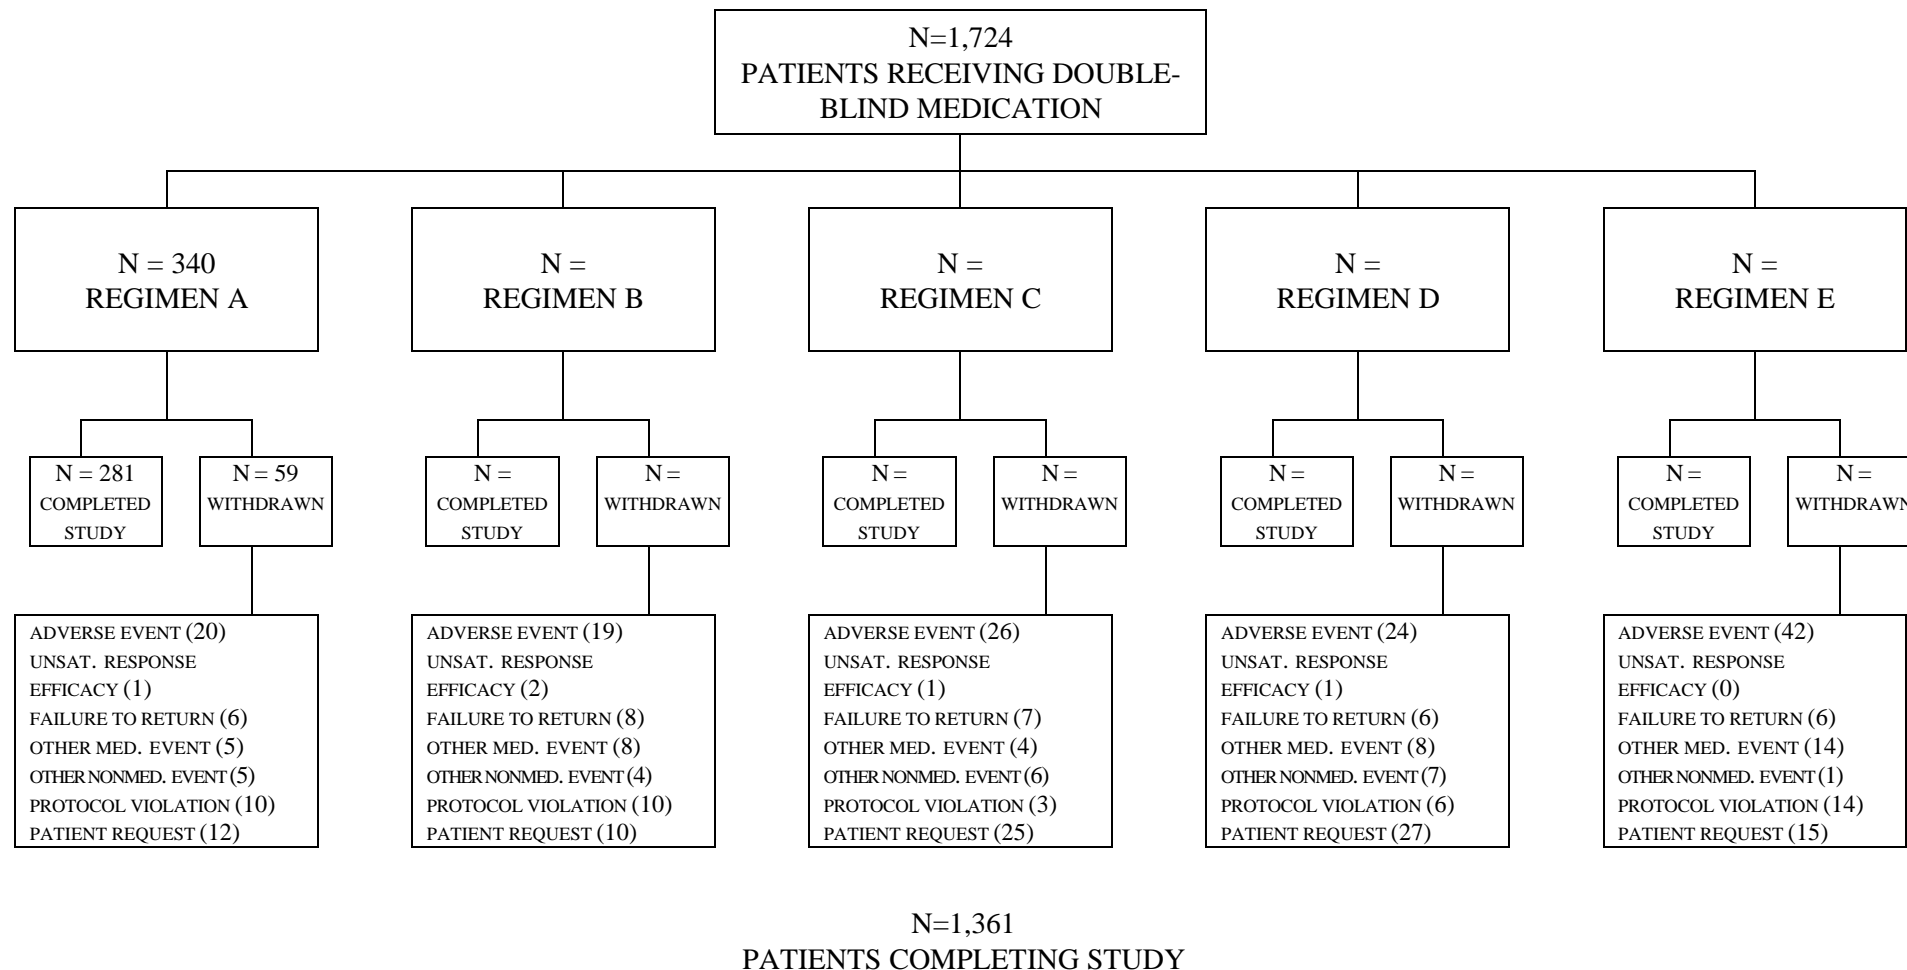 N=1,724
PATIENTS RECEIVING DOUBLE-
BLIND MEDICATION
N = 340
REGIMEN A
N =
REGIMEN B
N =
REGIMEN C
N =
REGIMEN D
N =
REGIMEN E
N = 281
COMPLETED
STUDY
N = 59
WITHDRAWN
N =
COMPLETED
STUDY
N =
WITHDRAWN
N =
COMPLETED
STUDY
N =
WITHDRAWN
N =
COMPLETED
STUDY
N =
WITHDRAWN
N =
COMPLETED
STUDY
N =
WITHDRAWN
ADVERSE EVENT (20)
UNSAT. RESPONSE
EFFICACY (1)
FAILURE TO RETURN (6)
OTHER MED. EVENT (5)
OTHER NONMED. EVENT (5)
PROTOCOL VIOLATION (10)
PATIENT REQUEST (12)
ADVERSE EVENT (19)
UNSAT. RESPONSE
EFFICACY (2)
FAILURE TO RETURN (8)
OTHER MED. EVENT (8)
OTHER NONMED. EVENT (4)
PROTOCOL VIOLATION (10)
PATIENT REQUEST (10)
ADVERSE EVENT (26)
UNSAT. RESPONSE
EFFICACY (1)
FAILURE TO RETURN (7)
OTHER MED. EVENT (4)
OTHER NONMED. EVENT (6)
PROTOCOL VIOLATION (3)
PATIENT REQUEST (25)
ADVERSE EVENT (24)
UNSAT. RESPONSE
EFFICACY (1)
FAILURE TO RETURN (6)
OTHER MED. EVENT (8)
OTHER NONMED. EVENT (7)
PROTOCOL VIOLATION (6)
PATIENT REQUEST (27)
ADVERSE EVENT (42)
UNSAT. RESPONSE
EFFICACY (0)
FAILURE TO RETURN (6)
OTHER MED. EVENT (14)
OTHER NONMED. EVENT (1)
PROTOCOL VIOLATION (14)
PATIENT REQUEST (15)
N=1,361
PATIENTS COMPLETING STUDY